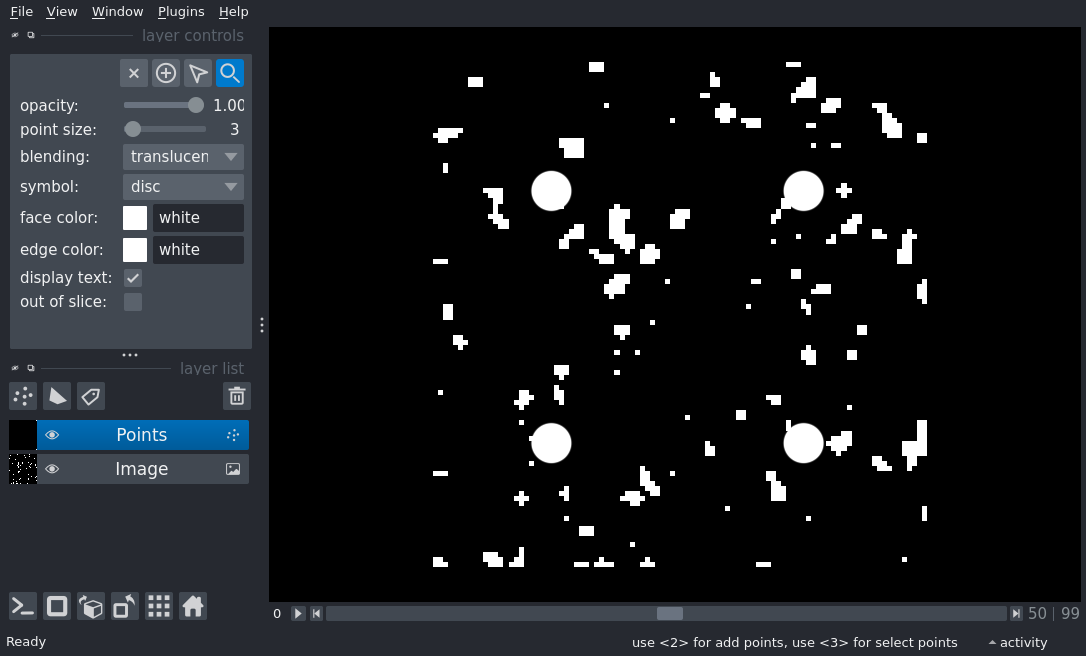 File View Window Plugins Help
layer controls
opacity: 1.00
point size: 3
blending: translucen
symbol: disc
face color: white
edge color: white
display text:
out of slice:
layer list
Points
Image
0 50 | 99
Ready use <2> for add points, use <3> for select points activity